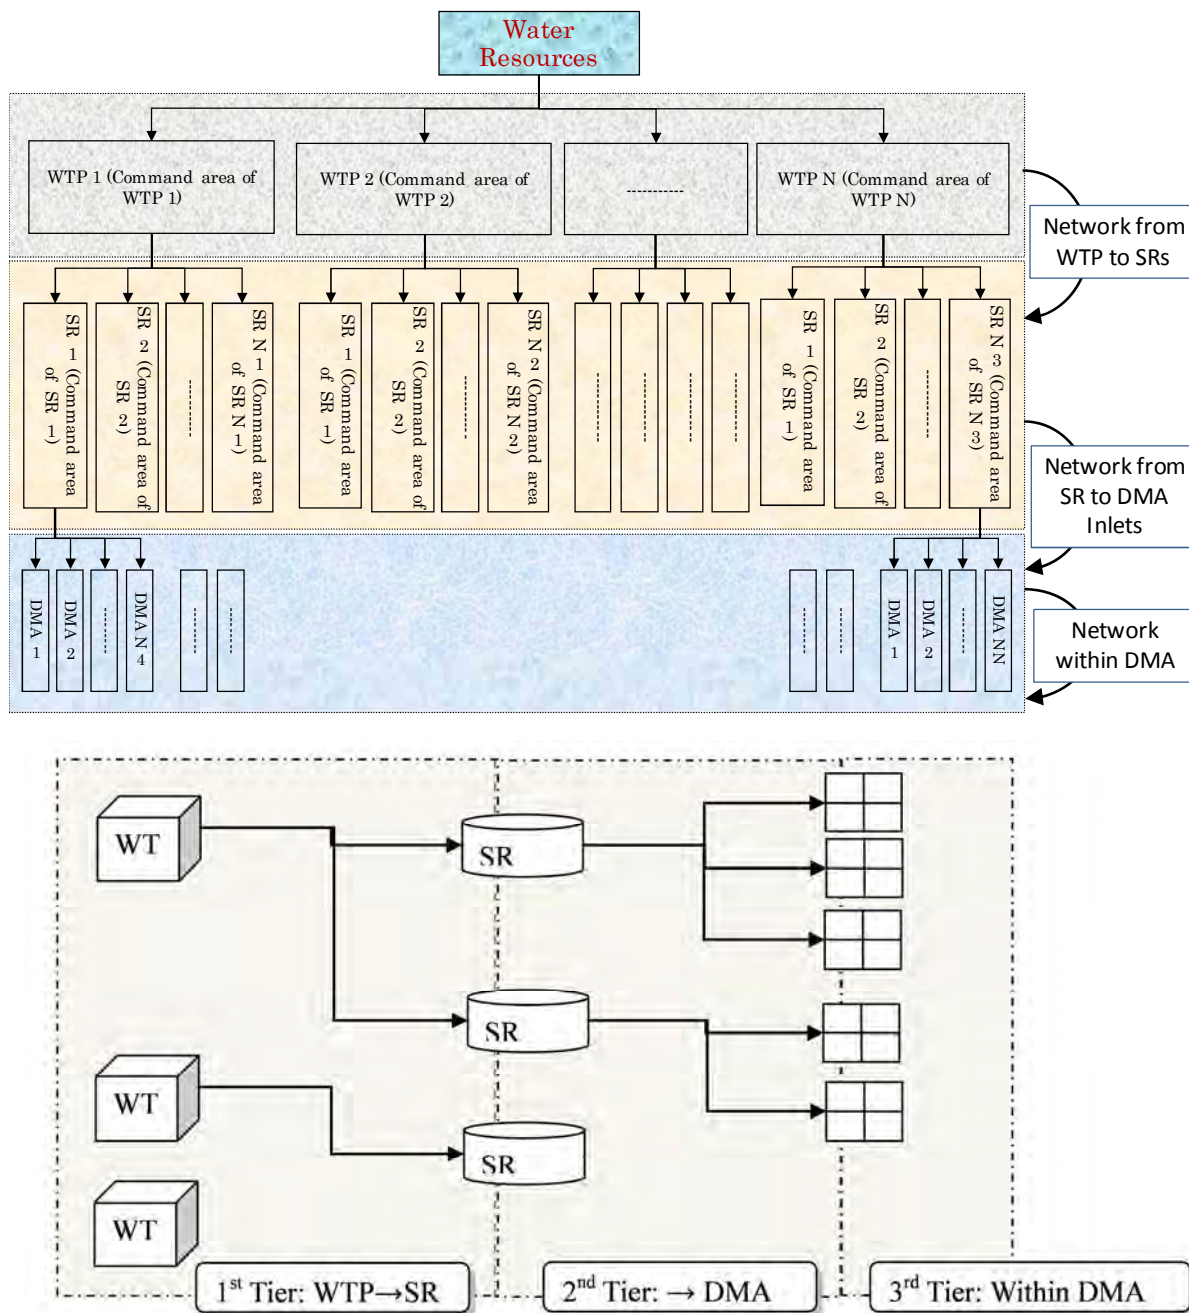 Water
Resources
WTP 1 (Command area of
WTP 1)
WTP 2 (Command area of
WTP 2)
-----------
WTP N (Command area of
WTP N)
Network from
WTP to SRs
SR 1 (Command area
of SR 1)
SR 2 (Command area of
SR 2)
----------
SR N 1 (Command area
of SR N 1)
SR 1 (Command area
of SR 1)
SR 2 (Command area of
SR 2)
----------
SR N 2 (Command area
of SR N 2)
----------
----------
----------
----------
SR 1 (Command area
of SR 1)
SR 2 (Command area of
SR 2)
----------
SR N 3 (Command area
of SR N 3)
Network from
SR to DMA
Inlets
DMA 1
DMA 2
----------
DMA N 4
----------
----------
----------
----------
DMA 1
DMA 2
----------
DMA NN
Network
within DMA
WT
SR
SR
WT
SR
WT
1st Tier: WTP→SR
2nd Tier: → DMA
3rd Tier: Within DMA